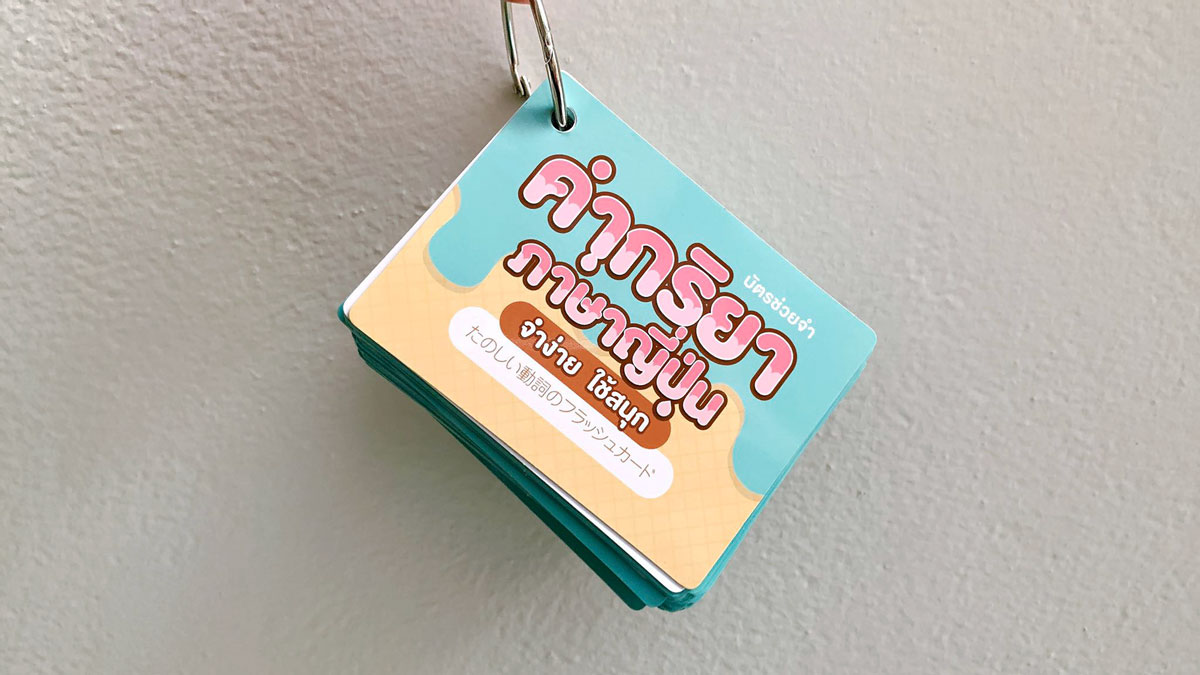 บัตรช่วยจำ
คำกริยา
ภาษาญี่ปุ่น
จำง่าย ใช้สนุก
たのしい動詞のフラッシュカード